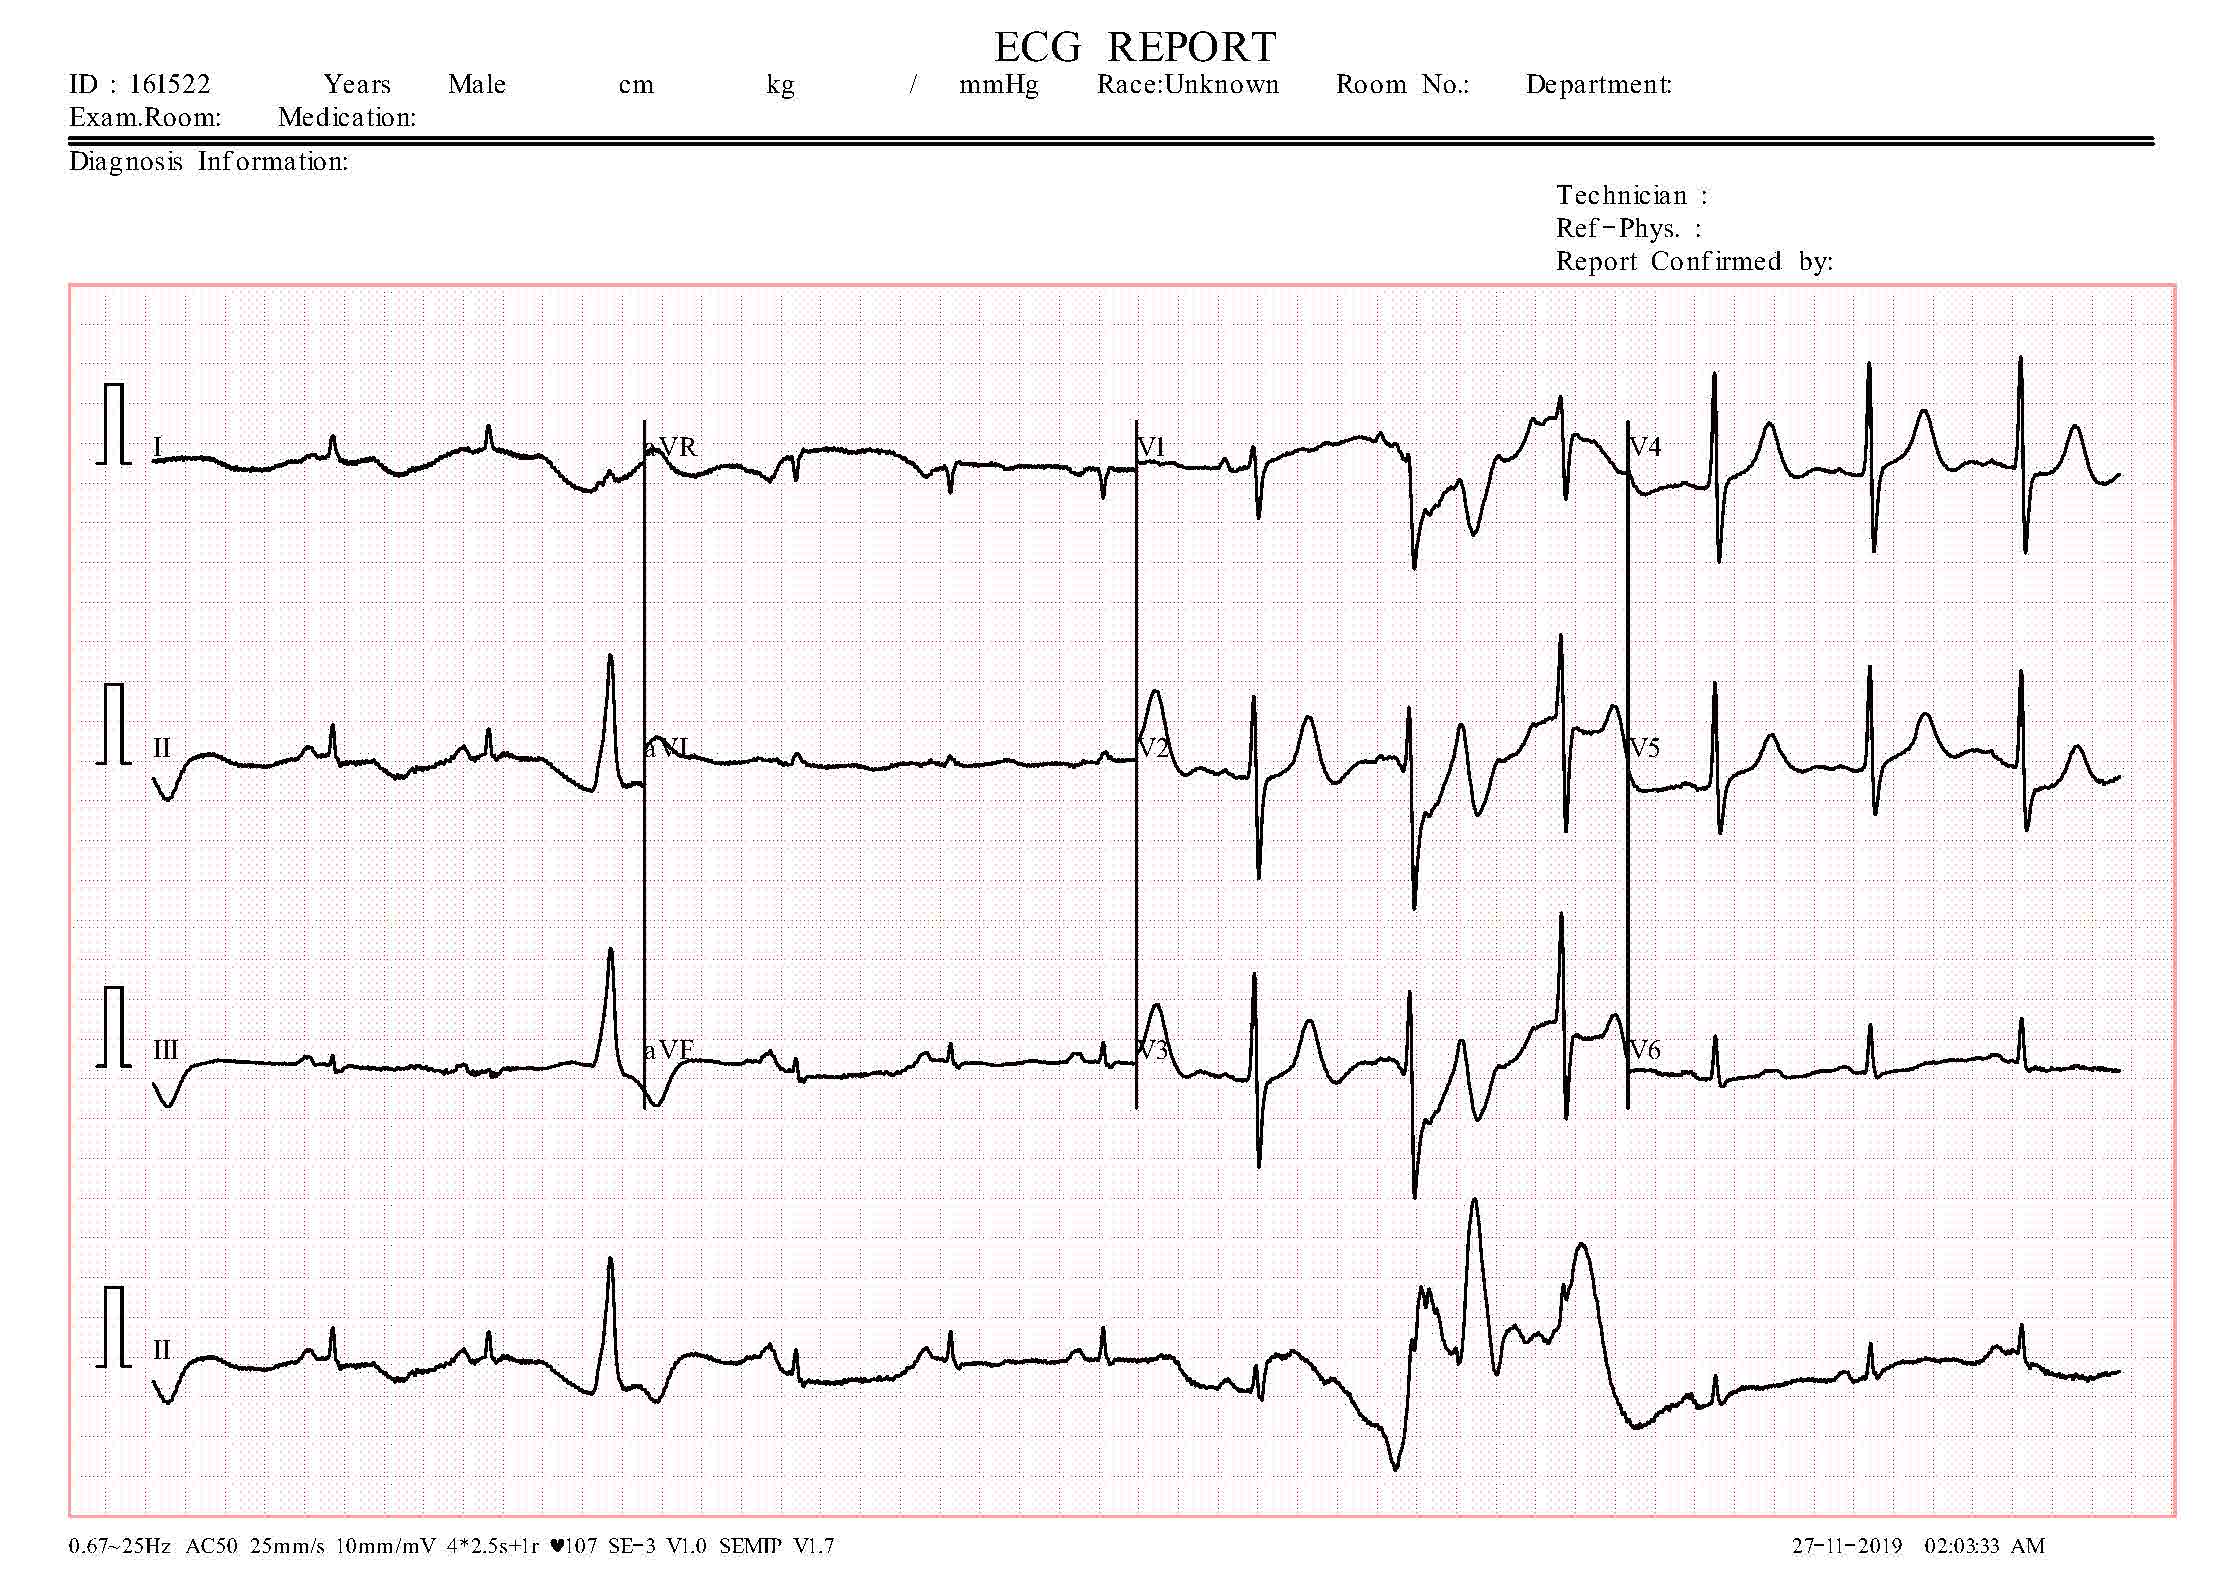 ECG REPORT
ID : 161522 Years Male cm kg / mmHg Race:Unknown Room No.: Department:
Exam.Room: Medication:
Diagnosis Information:
Technician :
Ref-Phys. :
Report Confirmed by:
I aVR V1 V4
II aVL V2 V5
III aVF V3 V6
II
0.67~25Hz AC50 25mm/s 10mm/mV 4*2.5s+1r ♥107 SE-3 V1.0 SEMIP V1.7 27-11-2019 02:03:33 AM